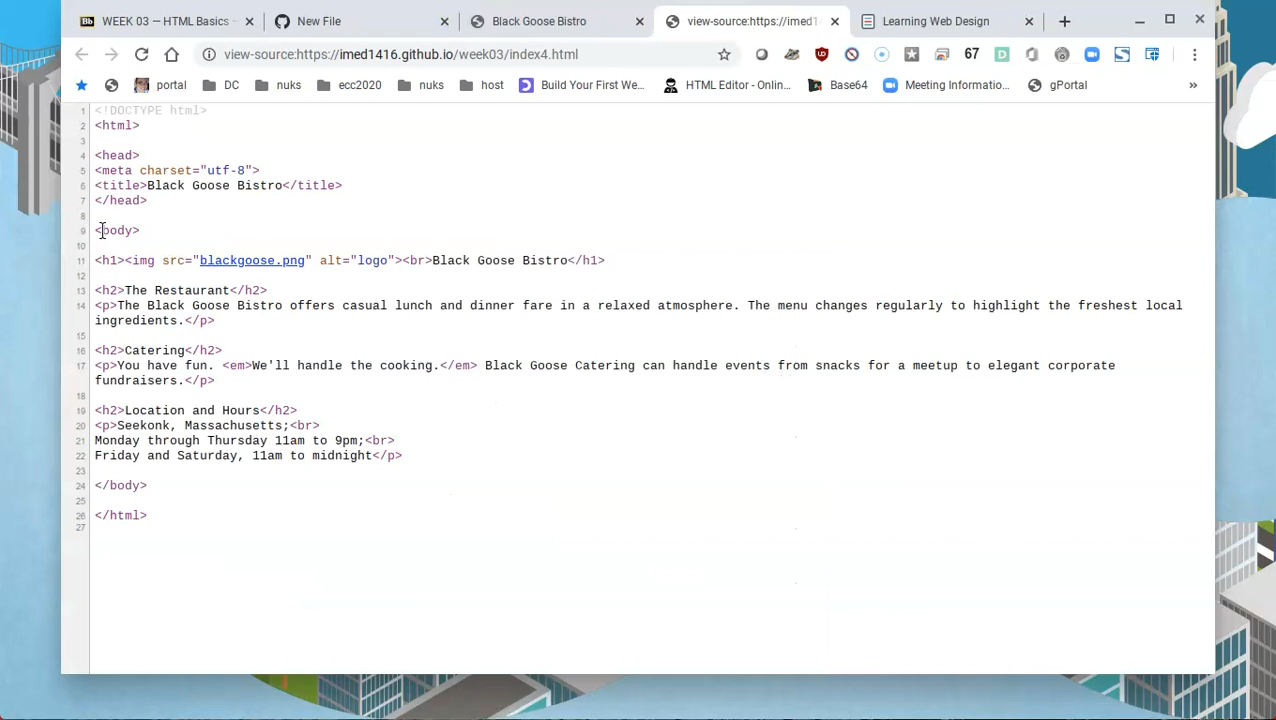 WEEK 03 — HTML Basics
New File
Black Goose Bistro
view-source:https://imed1
Learning Web Design
view-source:https://imed1416.github.io/week03/index4.html
67
portal
DC
nuks
ecc2020
nuks
host
Build Your First We...
HTML Editor - Onlin...
Base64
Meeting Informatio...
gPortal
»
1 <!DOCTYPE html>
2 <html>
3
4 <head>
5 <meta charset="utf-8">
6 <title>Black Goose Bistro</title>
7 </head>
8
9 <body>
10
11 <h1><img src="blackgoose.png" alt="logo"><br>Black Goose Bistro</h1>
12
13 <h2>The Restaurant</h2>
14 <p>The Black Goose Bistro offers casual lunch and dinner fare in a relaxed atmosphere. The menu changes regularly to highlight the freshest local
ingredients.</p>
15
16 <h2>Catering</h2>
17 <p>You have fun. <em>We'll handle the cooking.</em> Black Goose Catering can handle events from snacks for a meetup to elegant corporate
fundraisers.</p>
18
19 <h2>Location and Hours</h2>
20 <p>Seekonk, Massachusetts;<br>
21 Monday through Thursday 11am to 9pm;<br>
22 Friday and Saturday, 11am to midnight</p>
23
24 </body>
25
26 </html>
27